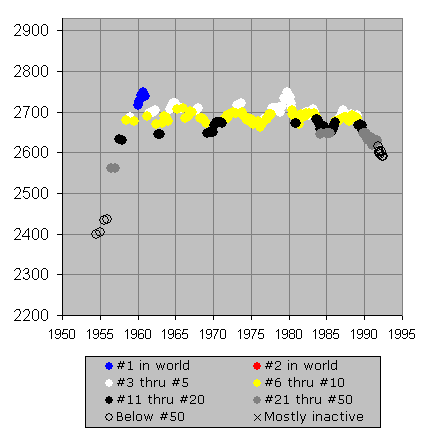 2900
2800
2700
2600
2500
2400
2300
2200
1950 1955 1960 1965 1970 1975 1980 1985 1990 1995
#1 in world #2 in world
#3 thru #5 #6 thru #10
#11 thru #20 #21 thru #50
Below #50 Mostly inactive